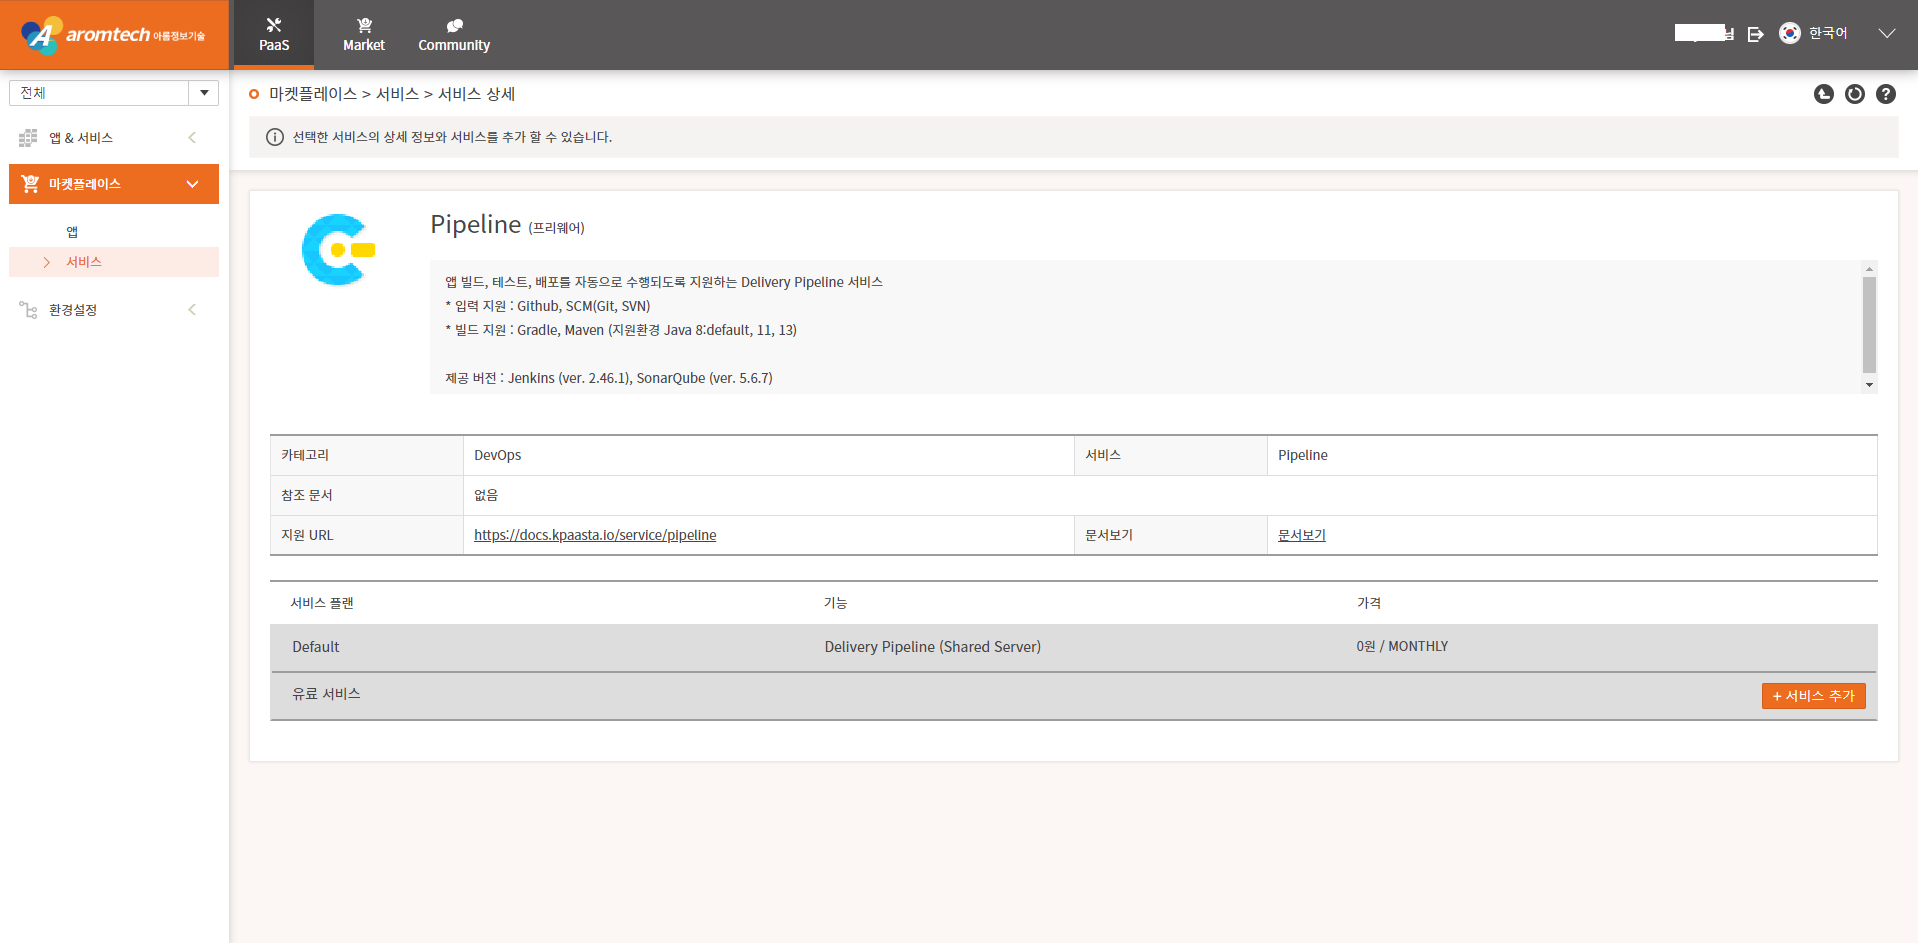 aromtech 아롬정보기술
PaaS
Market
Community
님
한국어
전체
앱 & 서비스
마켓플레이스
앱
서비스
환경설정
마켓플레이스 > 서비스 > 서비스 상세
선택한 서비스의 상세 정보와 서비스를 추가 할 수 있습니다.
Pipeline (프리웨어)
앱 빌드, 테스트, 배포를 자동으로 수행되도록 지원하는 Delivery Pipeline 서비스
* 입력 지원 : Github, SCM(Git, SVN)
* 빌드 지원 : Gradle, Maven (지원환경 Java 8:default, 11, 13)
제공 버전 : Jenkins (ver. 2.46.1), SonarQube (ver. 5.6.7)
카테고리 DevOps 서비스 Pipeline
참조 문서 없음
지원 URL https://docs.kpaasta.io/service/pipeline 문서보기 문서보기
서비스 플랜 기능 가격
Default Delivery Pipeline (Shared Server) 0원 / MONTHLY
유료 서비스 + 서비스 추가